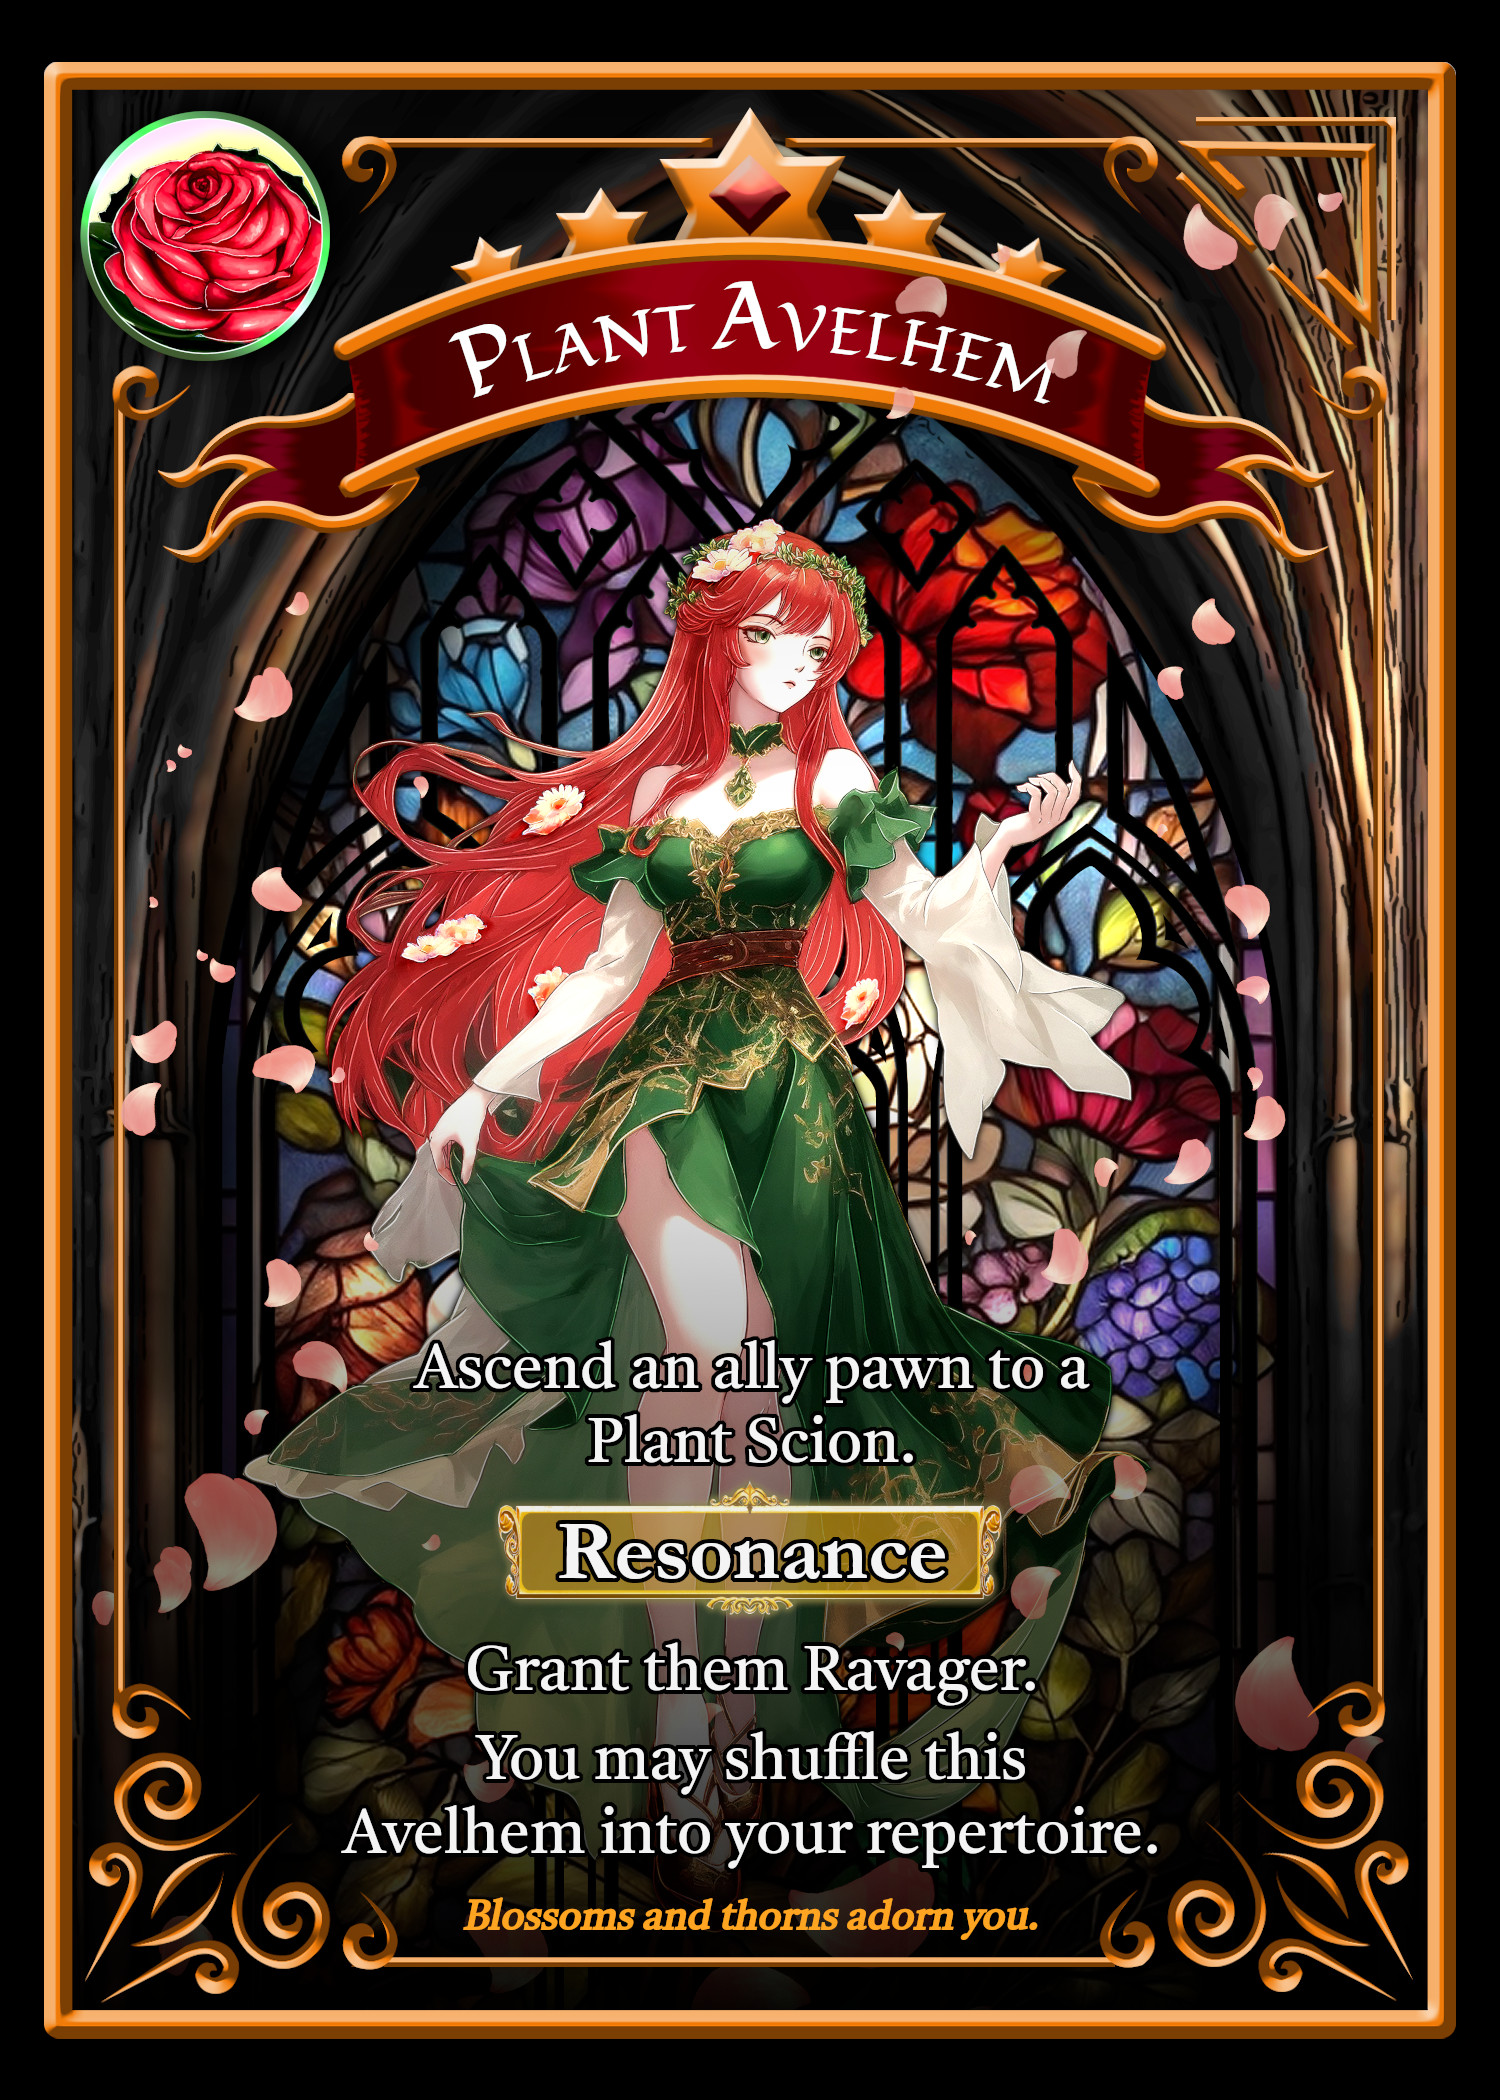 Plant Avelhem
Ascend an ally pawn to a
Plant Scion.
Resonance
Grant them Ravager.
You may shuffle this
Avelhem into your repertoire.
Blossoms and thorns adorn you.